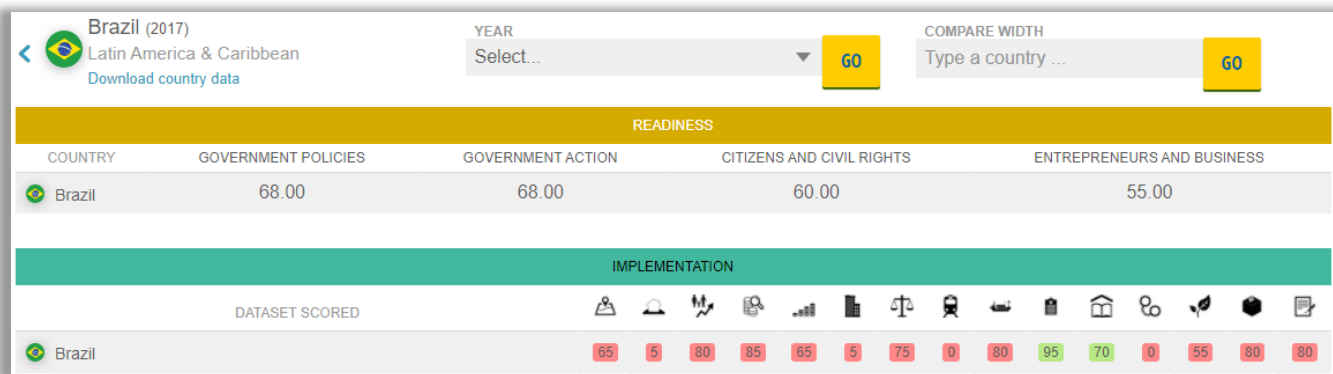 Brazil (2017)
Latin America & Caribbean
Download country data
YEAR
Select...
GO
COMPARE WIDTH
Type a country ...
GO
READINESS
COUNTRY GOVERNMENT POLICIES GOVERNMENT ACTION CITIZENS AND CIVIL RIGHTS ENTREPRENEURS AND BUSINESS
Brazil 68.00 68.00 60.00 55.00
IMPLEMENTATION
DATASET SCORED
Brazil 65 5 80 85 65 5 75 0 80 95 70 0 55 80 80